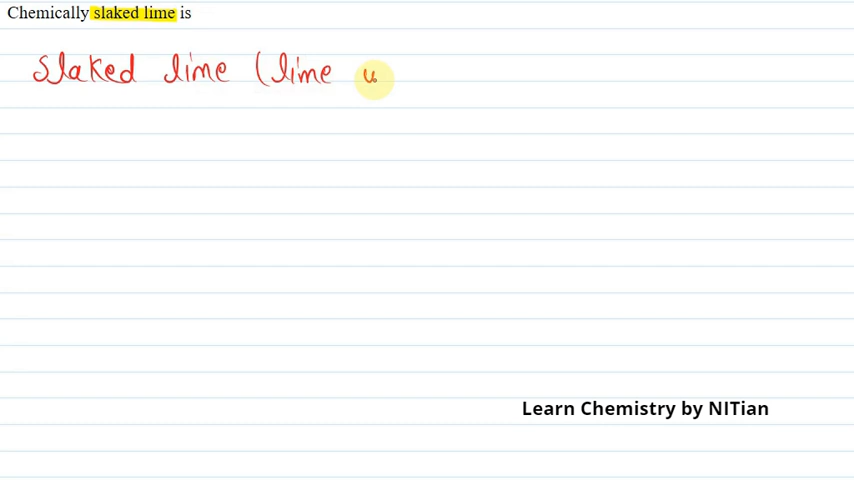 Chemically slaked lime is
Slaked lime (lime
Learn Chemistry by NITian